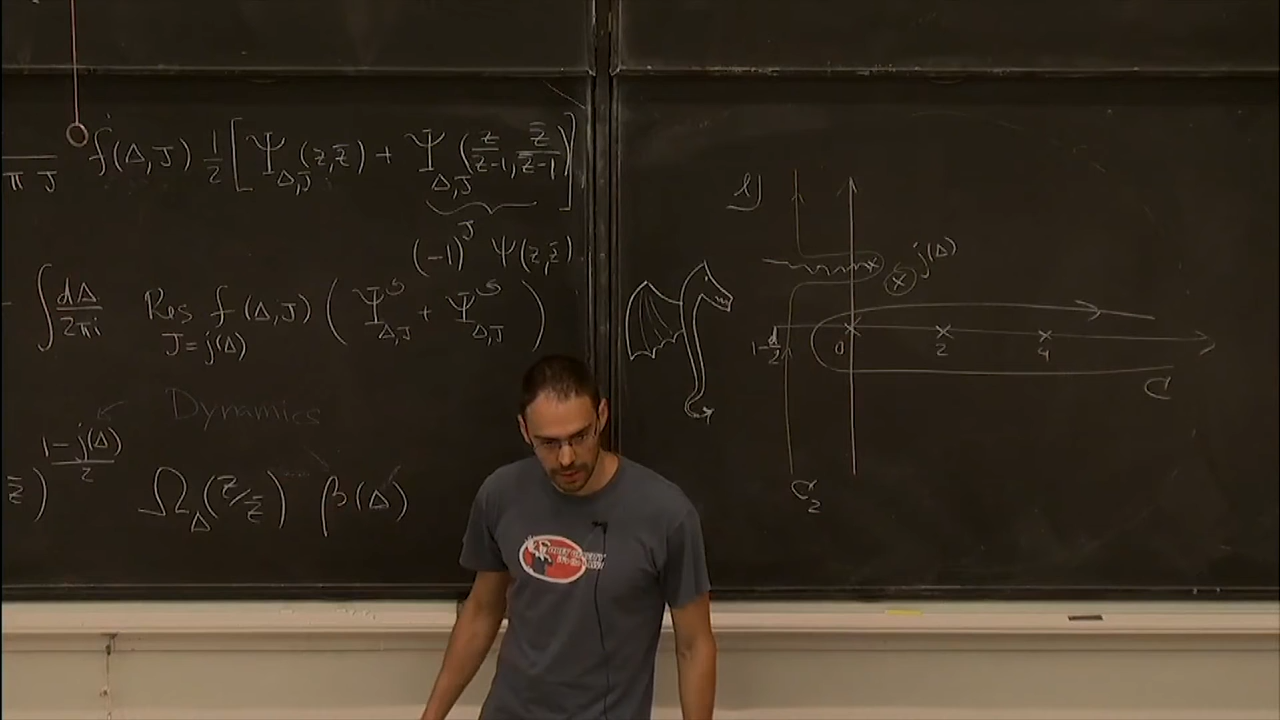 πJ f(Δ,J) 1/2 [Ψ_{Δ,J}(z,z̄) + Ψ_{Δ,J}(z/(z-1), z̄/(z̄-1))]
(-1)^J Ψ(z,z̄)
- ∫ dΔ/2πi Res_{J=j(Δ)} f(Δ,J) (Ψ^S_{Δ,J} + Ψ^S_{Δ,J})
Dynamics
z̄)^{(1-j(Δ))/2} Ω_Δ(z/z̄) β(Δ)
j(Δ)
1-d/2 0 2 4
C
C_2